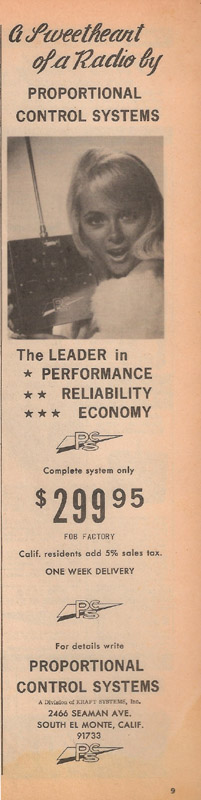 A Sweetheart
of a Radio by
PROPORTIONAL
CONTROL SYSTEMS
The LEADER in
★ PERFORMANCE
★★ RELIABILITY
★★★ ECONOMY
PCS
Complete system only
$299.95
FOB FACTORY
Calif. residents add 5% sales tax.
ONE WEEK DELIVERY
PCS
For details write
PROPORTIONAL
CONTROL SYSTEMS
A Division of KRAFT SYSTEMS, Inc.
2466 SEAMAN AVE.
SOUTH EL MONTE, CALIF.
91733
PCS
9